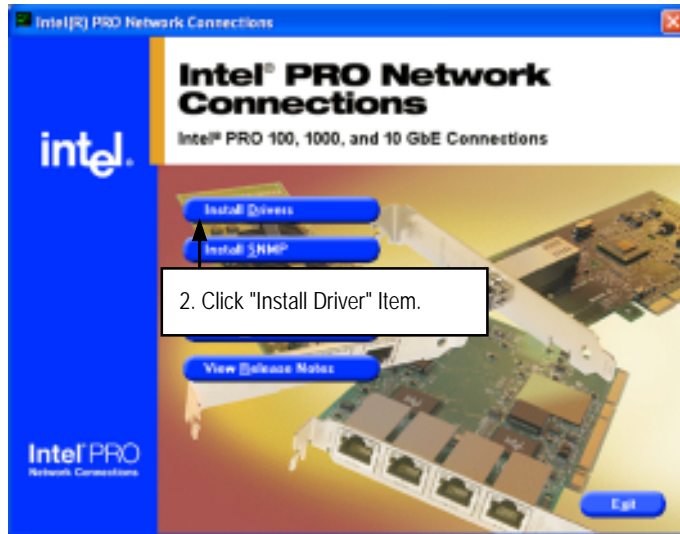 Intel(R) PRO Network Connections
Intel® PRO Network
Connections
Intel® PRO 100, 1000, and 10 GbE Connections
intel.
Install Drivers
Install SNMP
2. Click "Install Driver" Item.
View Release Notes
Intel PRO
Network Connections
Exit